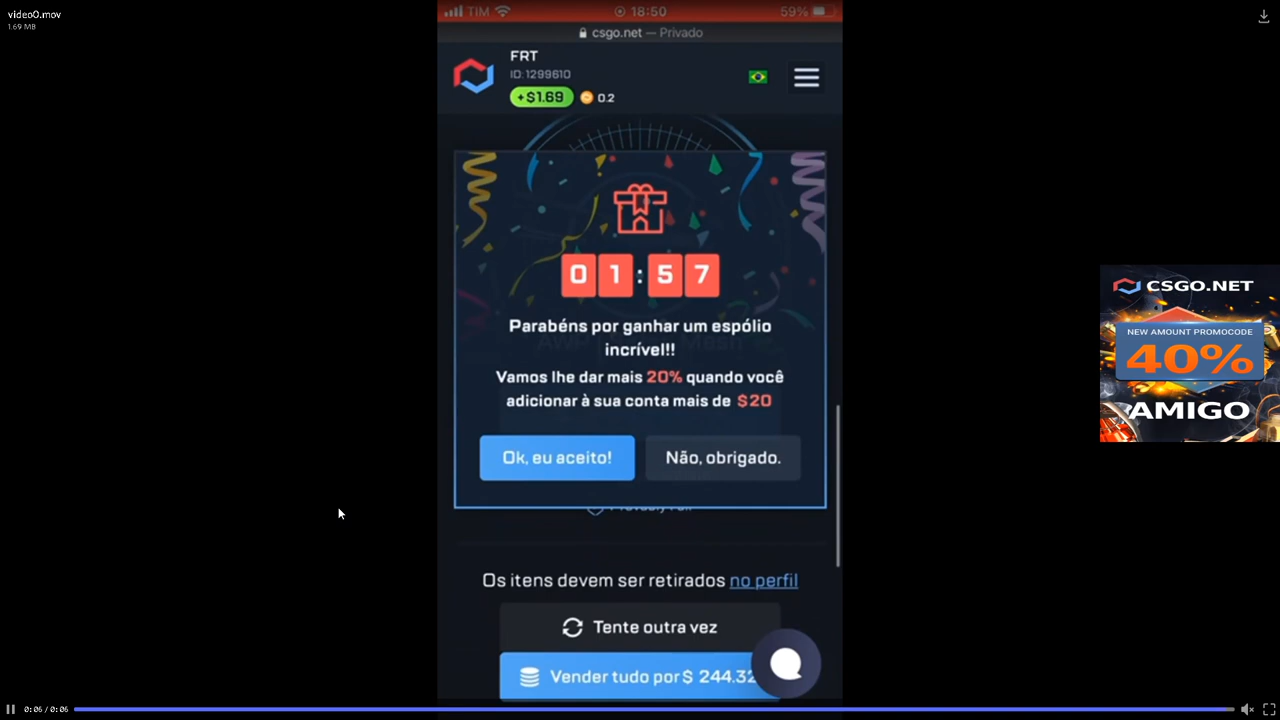 video0.mov
1.69 MB
TIM 18:50 59%
csgo.net — Privado
FRT
ID:1299610
+$1.69 0.2
01:57
Parabéns por ganhar um espólio
incrível!!
Vamos lhe dar mais 20% quando você
adicionar à sua conta mais de $20
Ok, eu aceito!
Não, obrigado.
Provably Fair
Os itens devem ser retirados no perfil
Tente outra vez
Vender tudo por $ 244.32
CSGO.NET
NEW AMOUNT PROMOCODE
40%
AMIGO
0:06 / 0:06